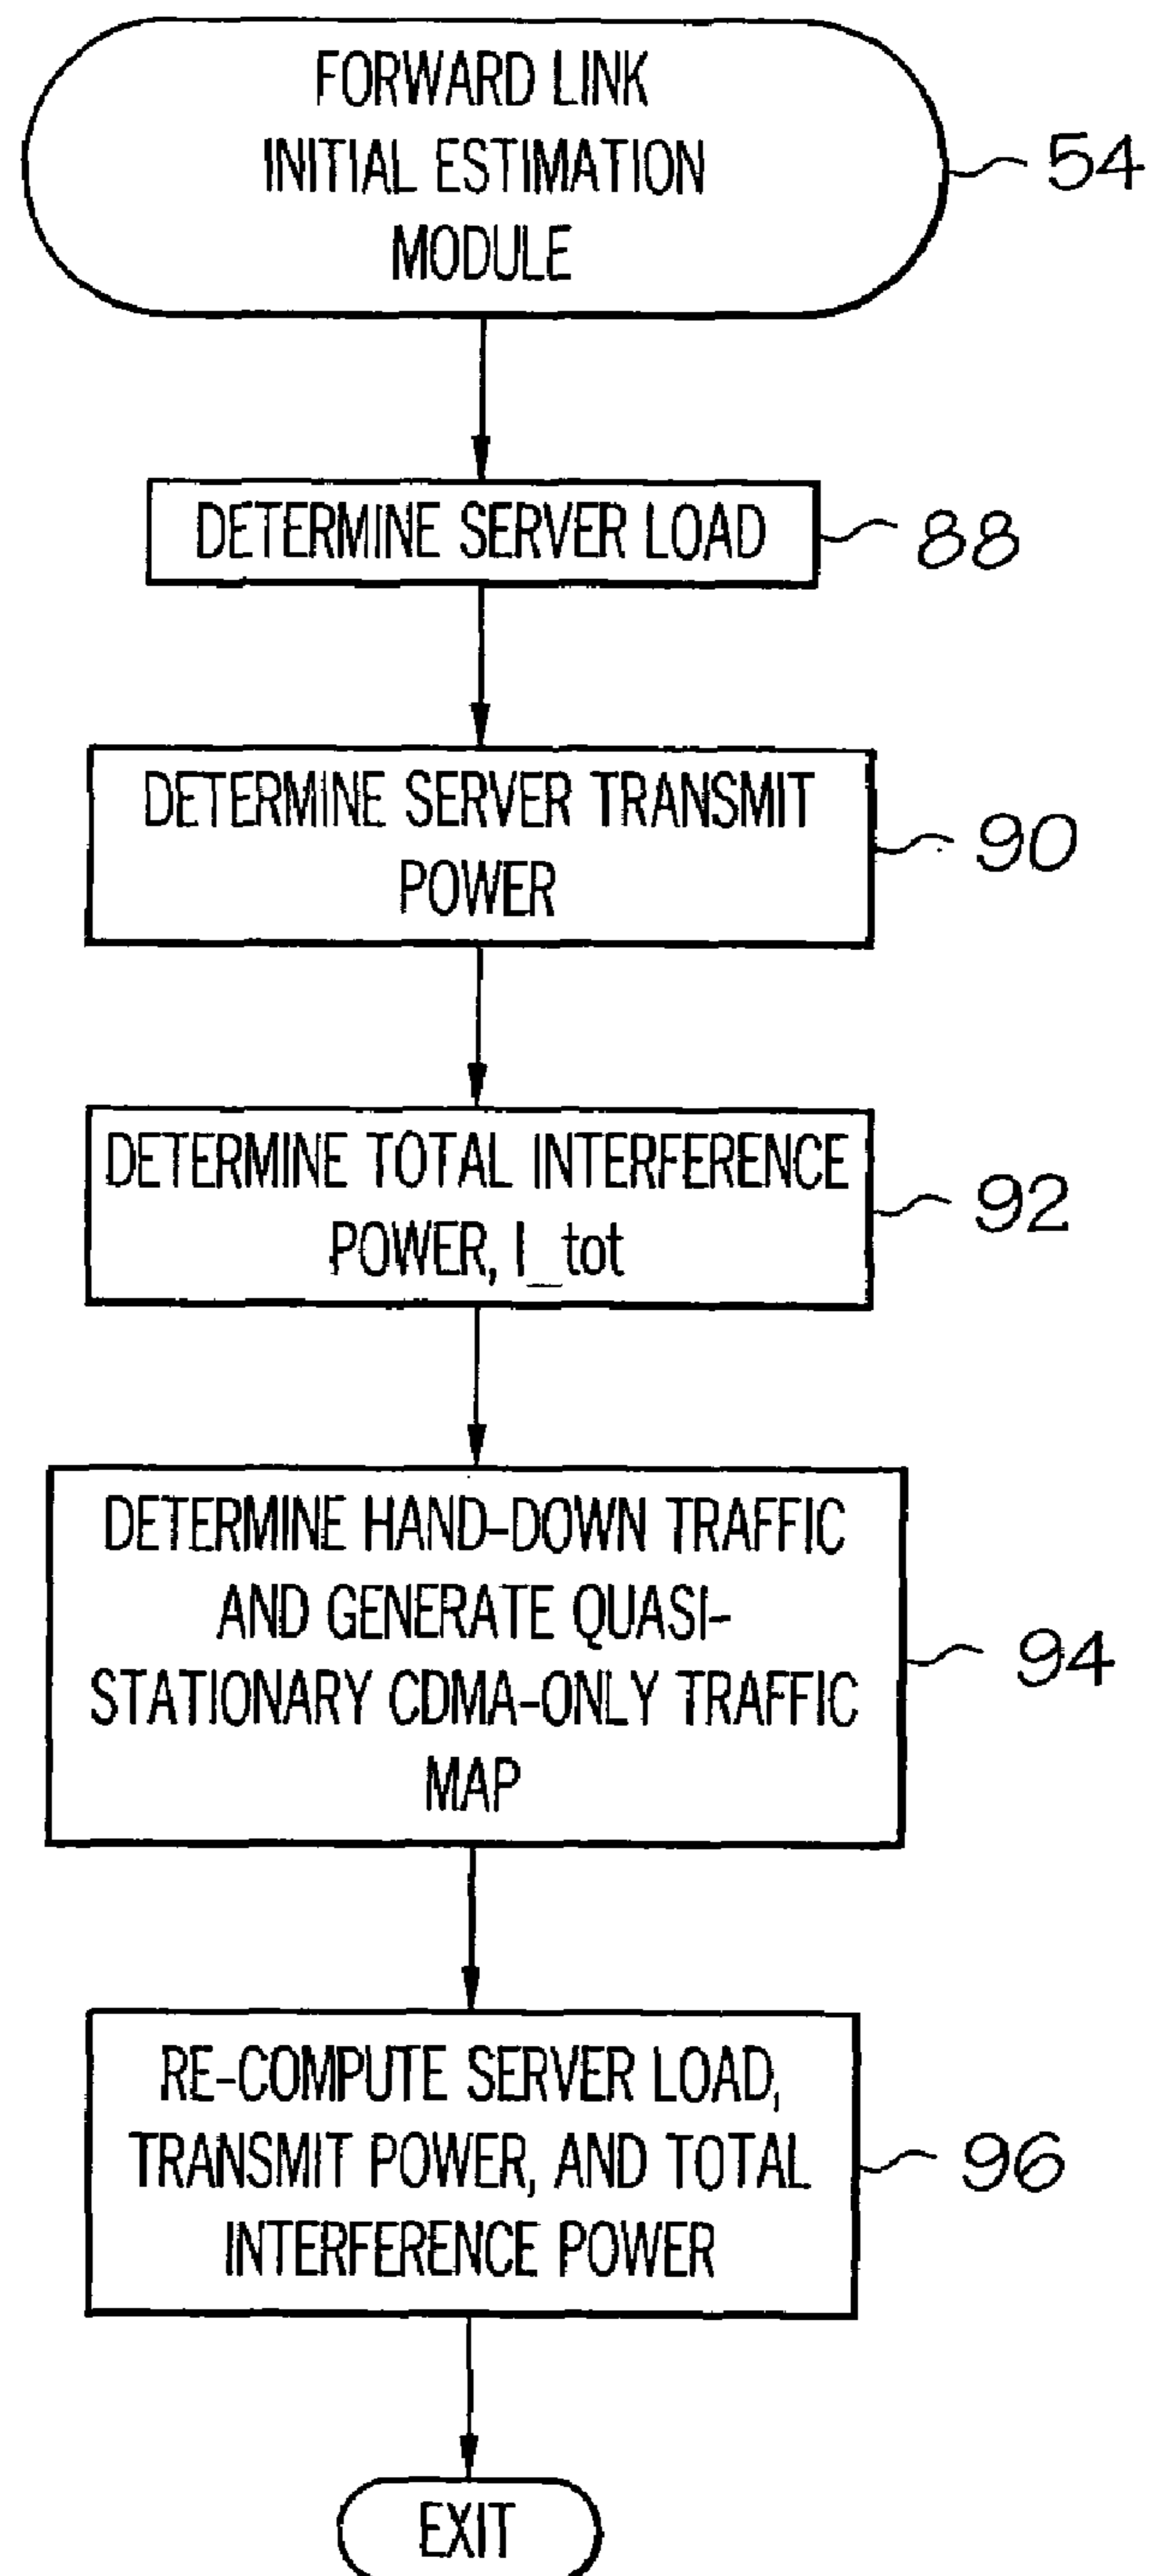 FORWARD LINK
INITIAL ESTIMATION
MODULE
54
DETERMINE SERVER LOAD
88
DETERMINE SERVER TRANSMIT
POWER
90
DETERMINE TOTAL INTERFERENCE
POWER, I_tot
92
DETERMINE HAND-DOWN TRAFFIC
AND GENERATE QUASI-
STATIONARY CDMA-ONLY TRAFFIC
MAP
94
RE-COMPUTE SERVER LOAD,
TRANSMIT POWER, AND TOTAL
INTERFERENCE POWER
96
EXIT